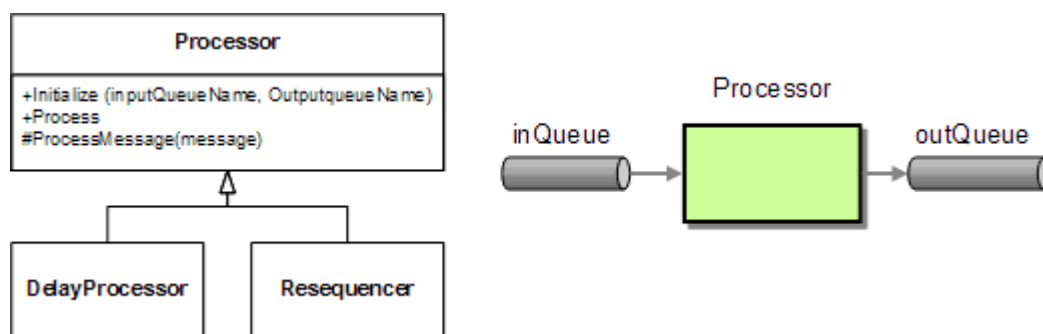 Processor
+Initialize (inputQueueName, OutputqueueName)
+Process
#ProcessMessage(message)
DelayProcessor
Resequencer
Processor
inQueue
outQueue